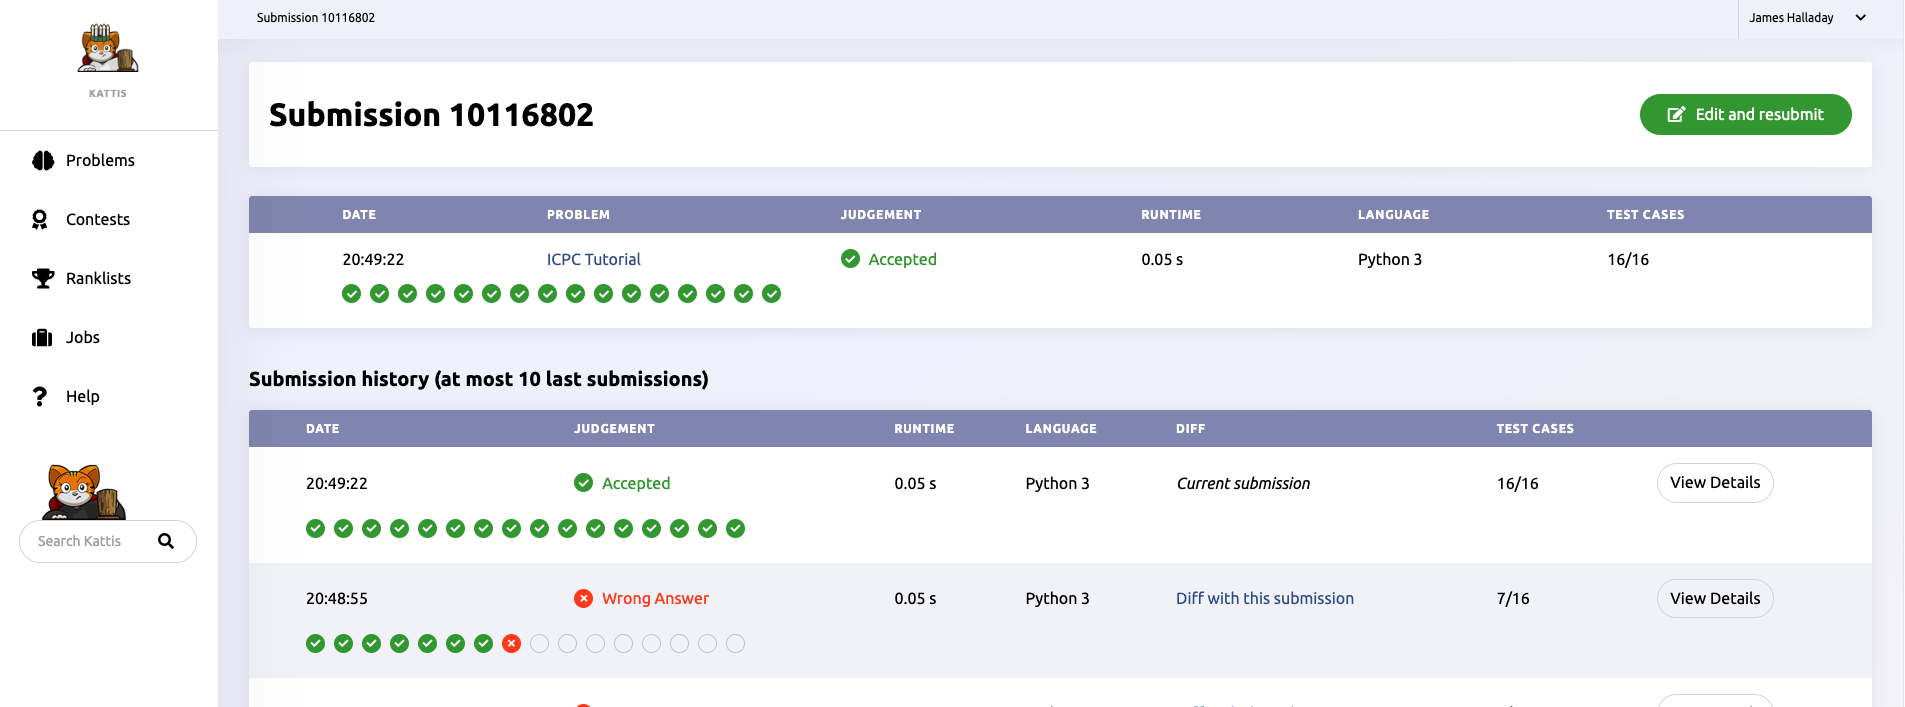 Submission 10116802
James Halladay
KATTIS
Submission 10116802
Edit and resubmit
Problems
Contests
Ranklists
Jobs
Help
Search Kattis
DATE PROBLEM JUDGEMENT RUNTIME LANGUAGE TEST CASES
20:49:22 ICPC Tutorial Accepted 0.05 s Python 3 16/16
Submission history (at most 10 last submissions)
DATE JUDGEMENT RUNTIME LANGUAGE DIFF TEST CASES
20:49:22 Accepted 0.05 s Python 3 Current submission 16/16 View Details
20:48:55 Wrong Answer 0.05 s Python 3 Diff with this submission 7/16 View Details